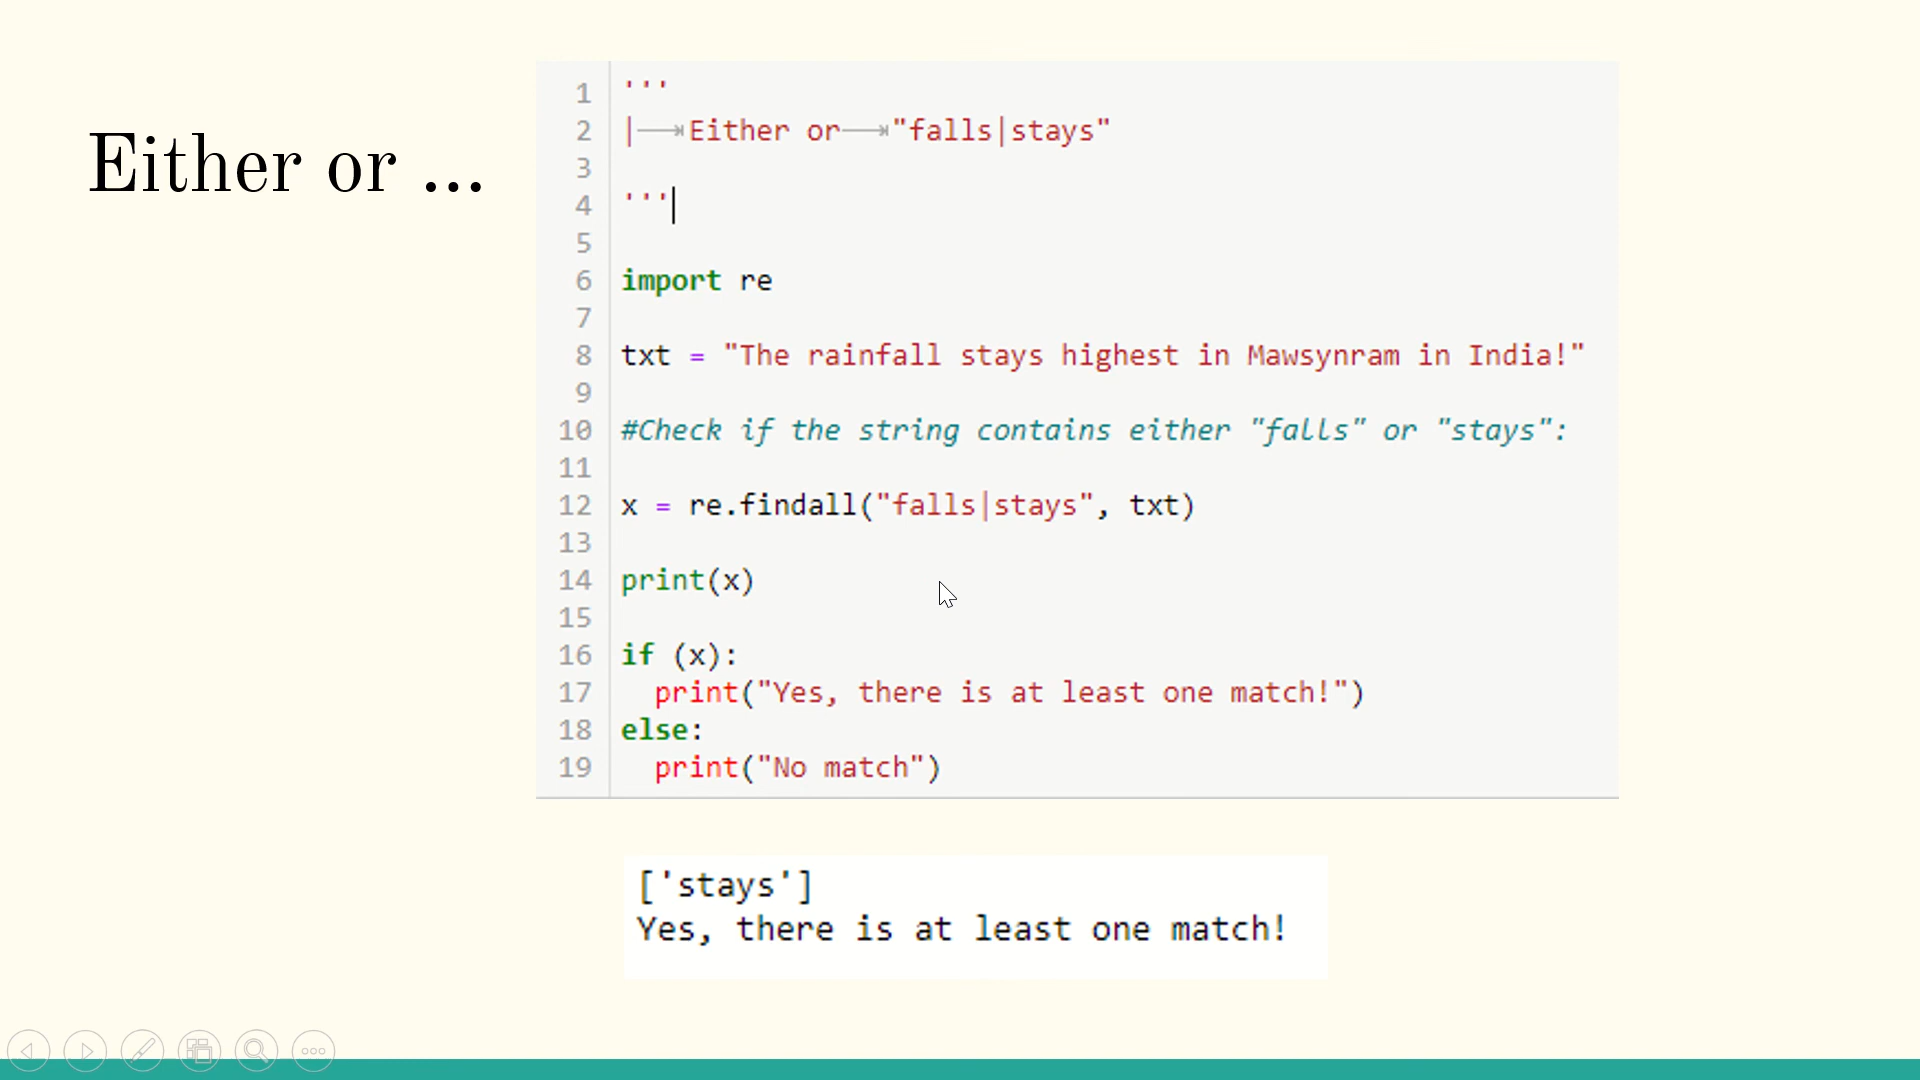 Either or ...
1 '''
2 | Either or "falls|stays"
3
4 '''
5
6 import re
7
8 txt = "The rainfall stays highest in Mawsynram in India!"
9
10 #Check if the string contains either "falls" or "stays":
11
12 x = re.findall("falls|stays", txt)
13
14 print(x)
15
16 if (x):
17   print("Yes, there is at least one match!")
18 else:
19   print("No match")
['stays']
Yes, there is at least one match!